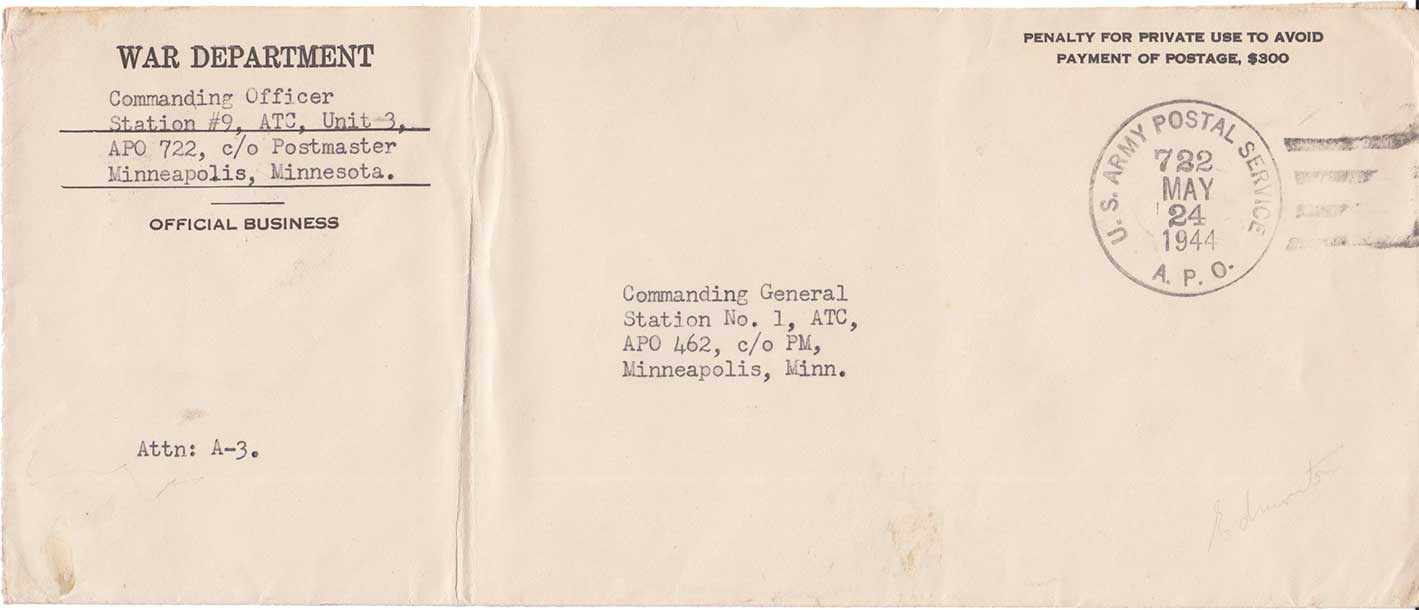 WAR DEPARTMENT
Commanding Officer
Station #9, ATC, Unit 3,
APO 722, c/o Postmaster
Minneapolis, Minnesota.
OFFICIAL BUSINESS
PENALTY FOR PRIVATE USE TO AVOID
PAYMENT OF POSTAGE, $300
U. S. ARMY POSTAL SERVICE
722
MAY
24
1944
A. P. O.
Commanding General
Station No. 1, ATC,
APO 462, c/o PM,
Minneapolis, Minn.
Attn: A-3.
Edmonton